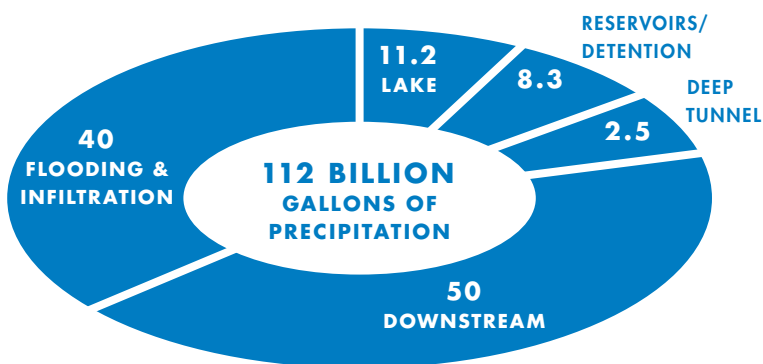 RESERVOIRS/
DETENTION
11.2
LAKE
8.3
DEEP
TUNNEL
2.5
40
FLOODING &
INFILTRATION
112 BILLION
GALLONS OF
PRECIPITATION
50
DOWNSTREAM